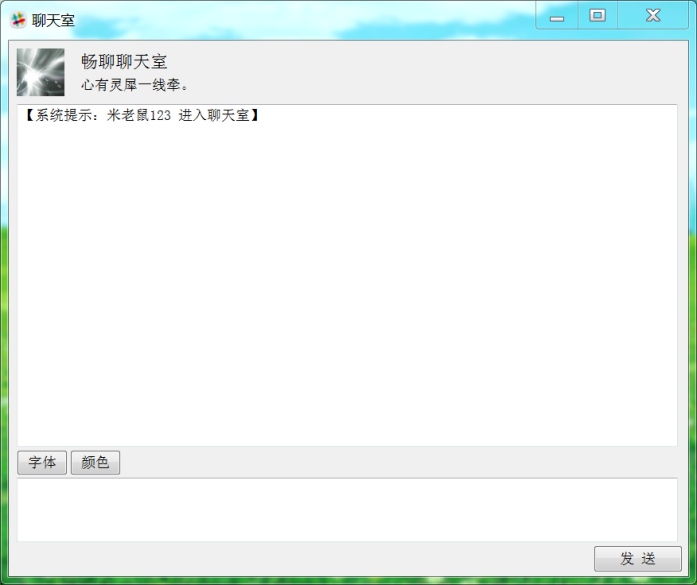 聊天室
畅聊聊天室
心有灵犀一线牵。
【系统提示：米老鼠123 进入聊天室】
字体 颜色
发 送